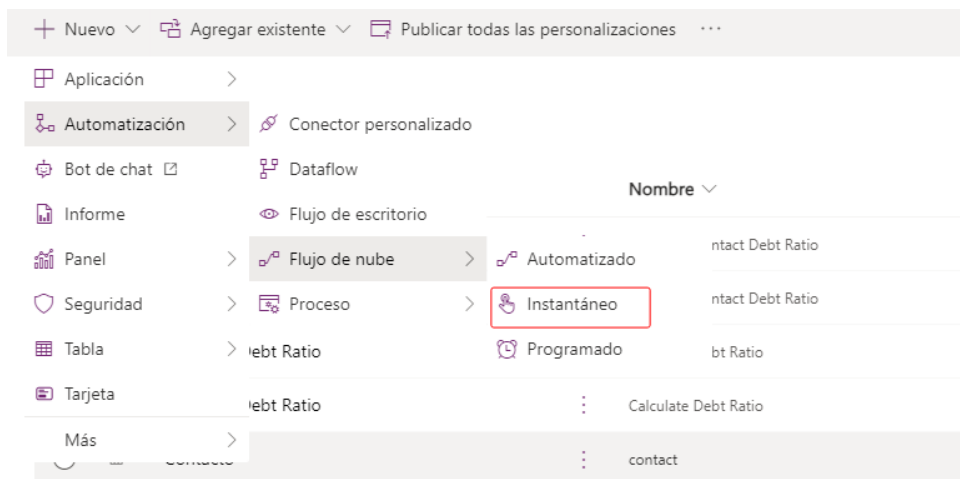 Nuevo Agregar existente Publicar todas las personalizaciones ...
Aplicación
Automatización Conector personalizado
Bot de chat Dataflow
Nombre
Informe Flujo de escritorio
Panel Flujo de nube Automatizado ntact Debt Ratio
Seguridad Proceso Instantáneo ntact Debt Ratio
Tabla ebt Ratio Programado bt Ratio
Tarjeta
ebt Ratio Calculate Debt Ratio
Más
Contacto contact